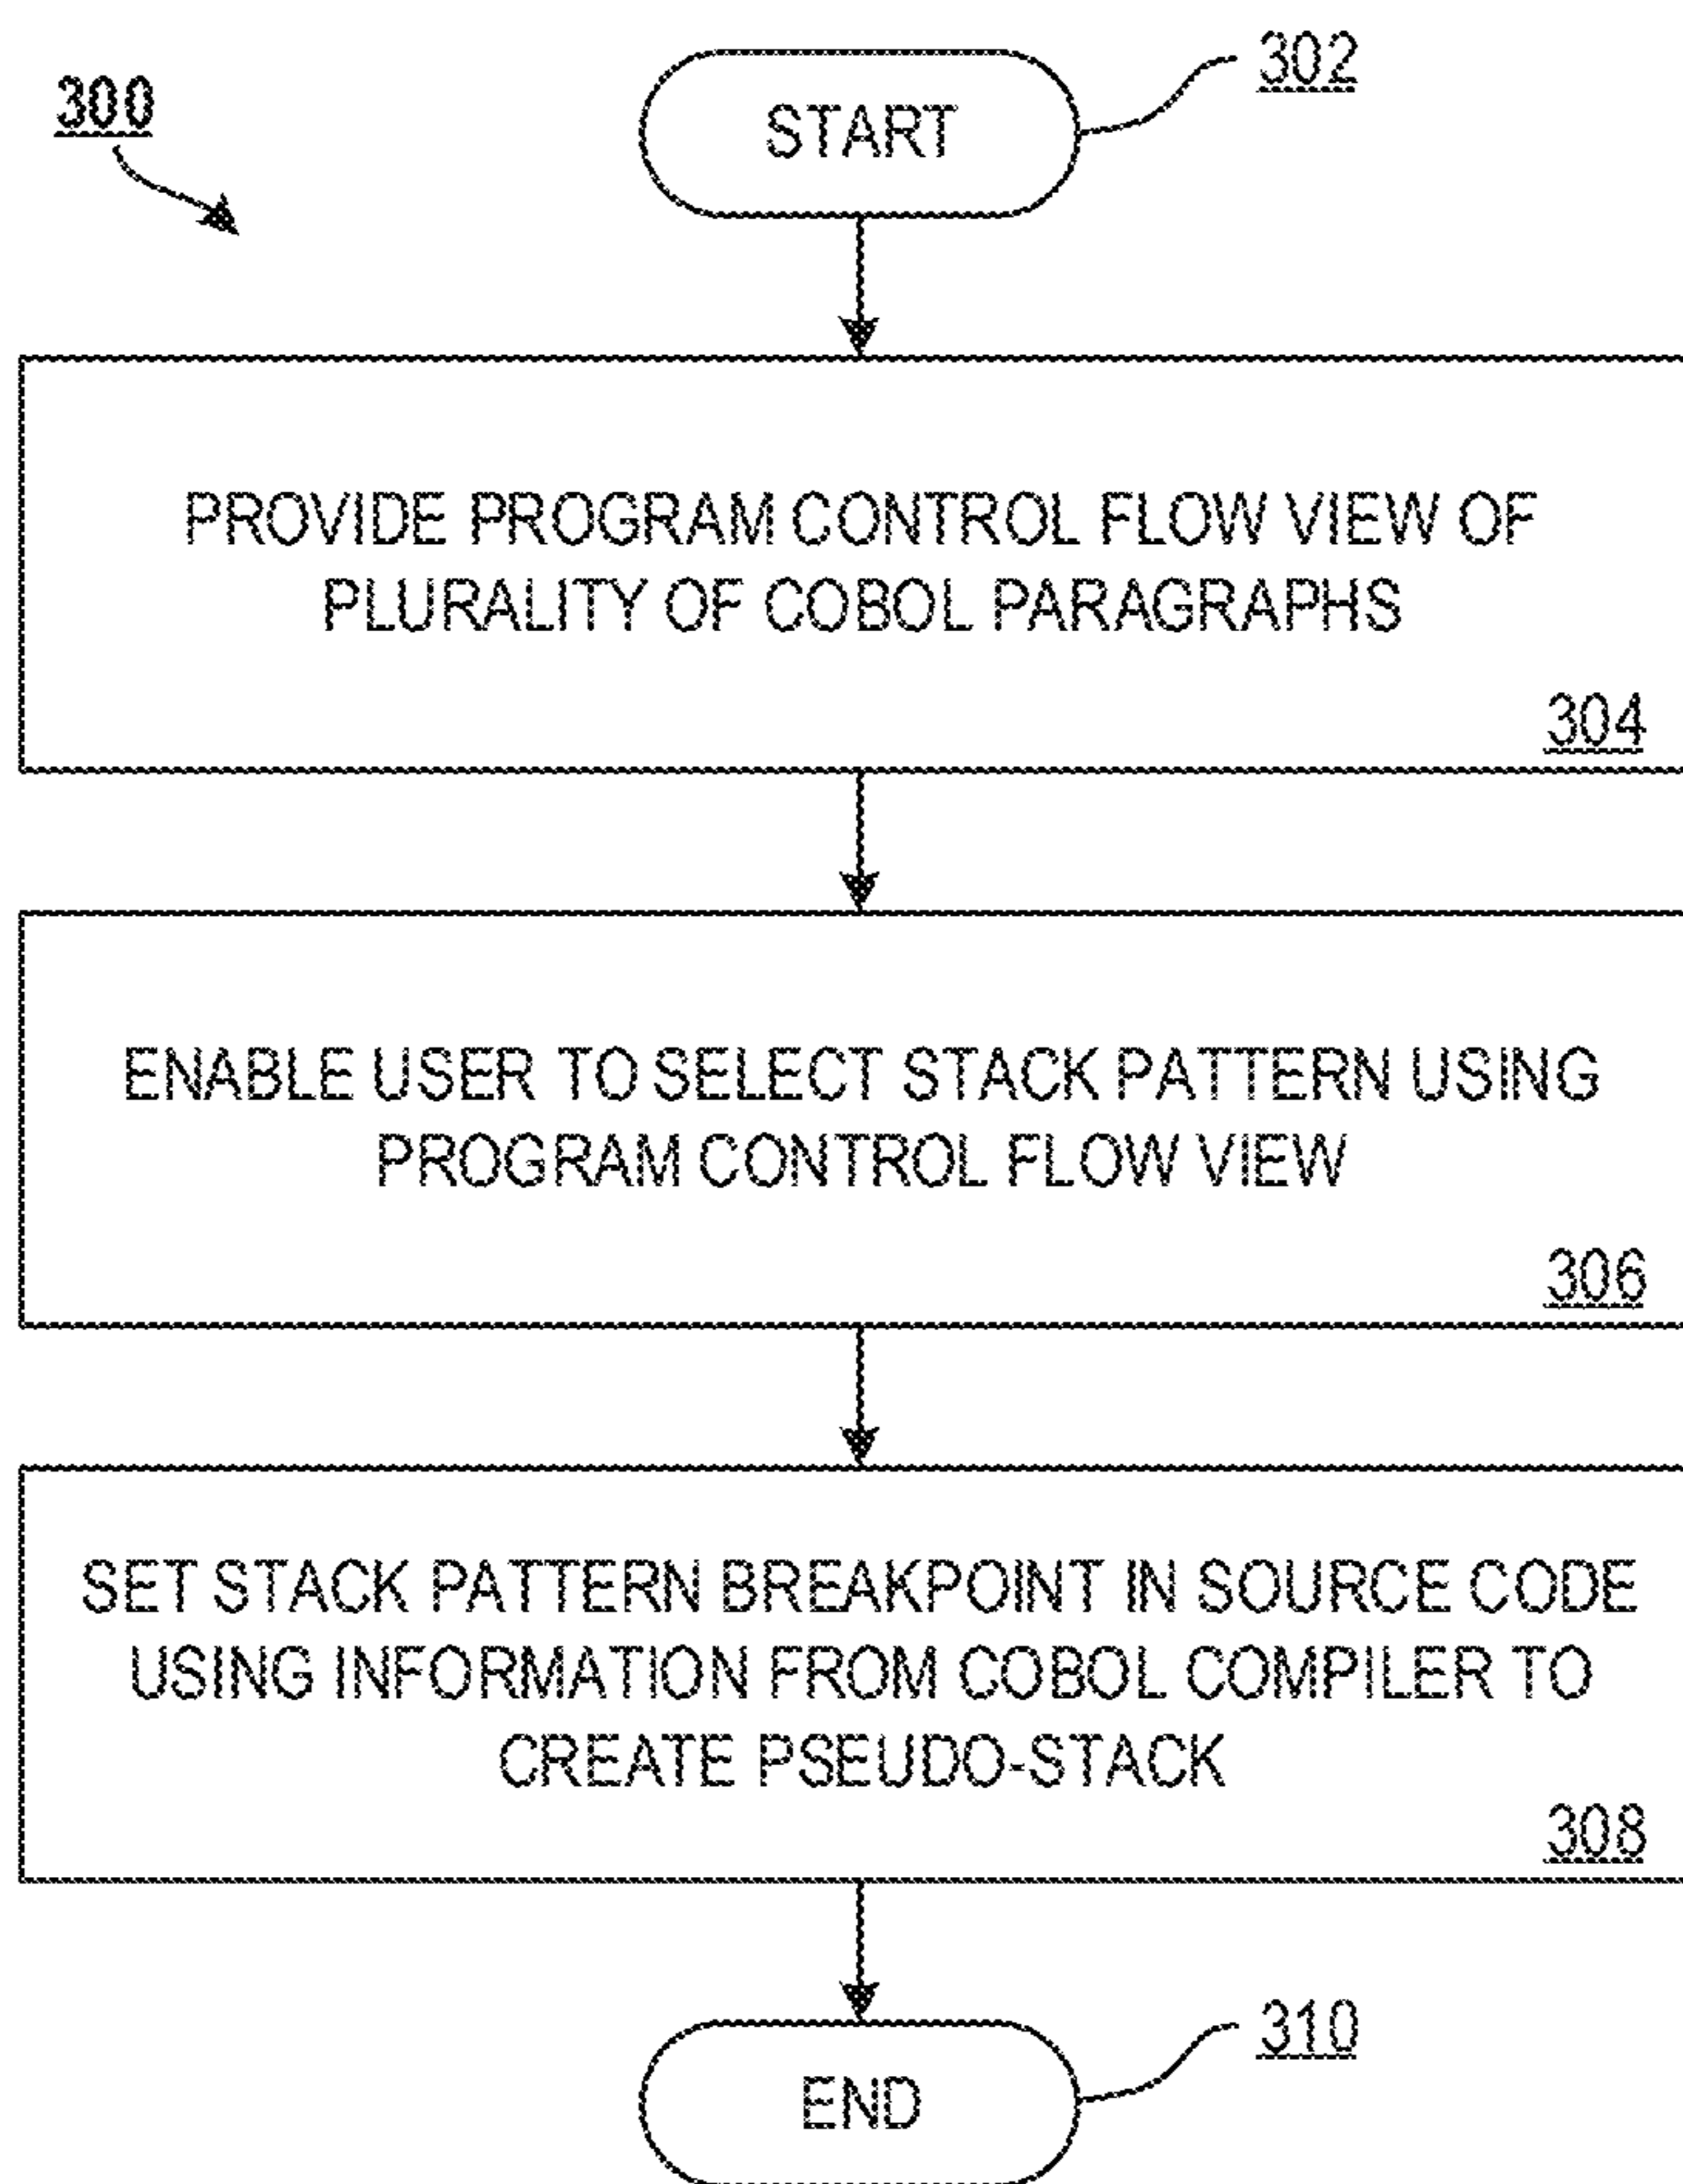 300
302
START
PROVIDE PROGRAM CONTROL FLOW VIEW OF
PLURALITY OF COBOL PARAGRAPHS
304
ENABLE USER TO SELECT STACK PATTERN USING
PROGRAM CONTROL FLOW VIEW
306
SET STACK PATTERN BREAKPOINT IN SOURCE CODE
USING INFORMATION FROM COBOL COMPILER TO
CREATE PSEUDO-STACK
308
310
END